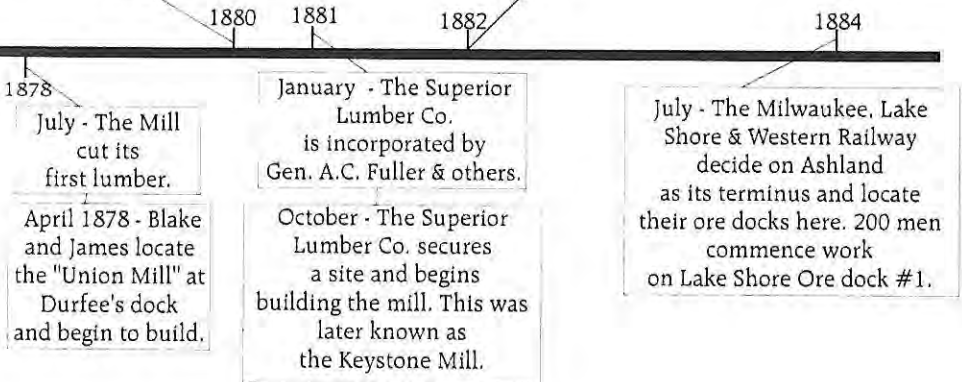 1880
1881
1882
1884
1878
July - The Mill
cut its
first lumber.
April 1878 - Blake
and James locate
the "Union Mill" at
Durfee's dock
and begin to build.
January - The Superior
Lumber Co.
is incorporated by
Gen. A.C. Fuller & others.
October - The Superior
Lumber Co. secures
a site and begins
building the mill. This was
later known as
the Keystone Mill.
July - The Milwaukee, Lake
Shore & Western Railway
decide on Ashland
as its terminus and locate
their ore docks here. 200 men
commence work
on Lake Shore Ore dock #1.